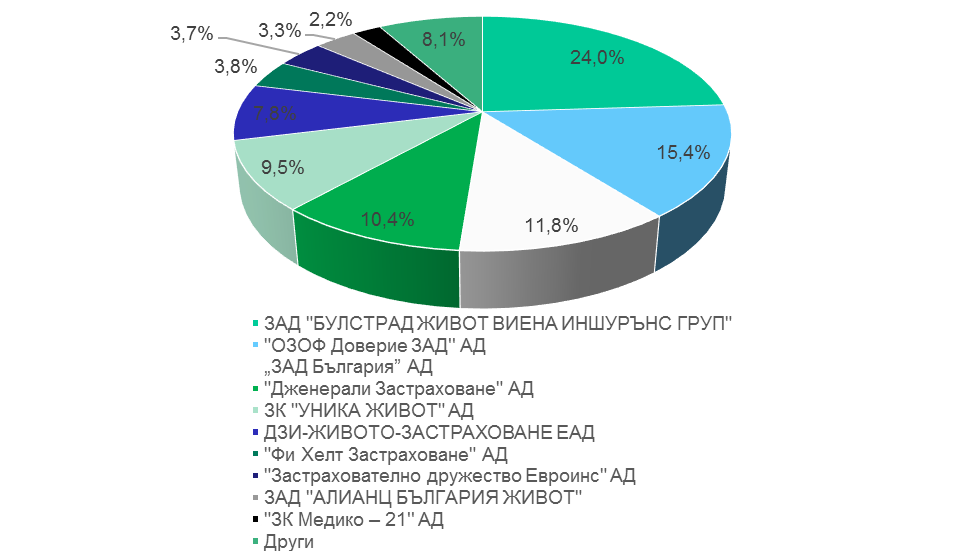 2,2%
3,3%
3,7%
8,1%
24,0%
3,8%
7,8%
15,4%
9,5%
10,4%
11,8%
ЗАД "БУЛСТРАД ЖИВОТ ВИЕНА ИНШУРЪНС ГРУП"
"ОЗОФ Доверие ЗАД" АД
„ЗАД България” АД
"Дженерали Застраховане" АД
ЗК "УНИКА ЖИВОТ" АД
ДЗИ-ЖИВОТО-ЗАСТРАХОВАНЕ ЕАД
"Фи Хелт Застраховане" АД
"Застрахователно дружество Евроинс" АД
ЗАД "АЛИАНЦ БЪЛГАРИЯ ЖИВОТ"
"ЗК Медико – 21" АД
Други